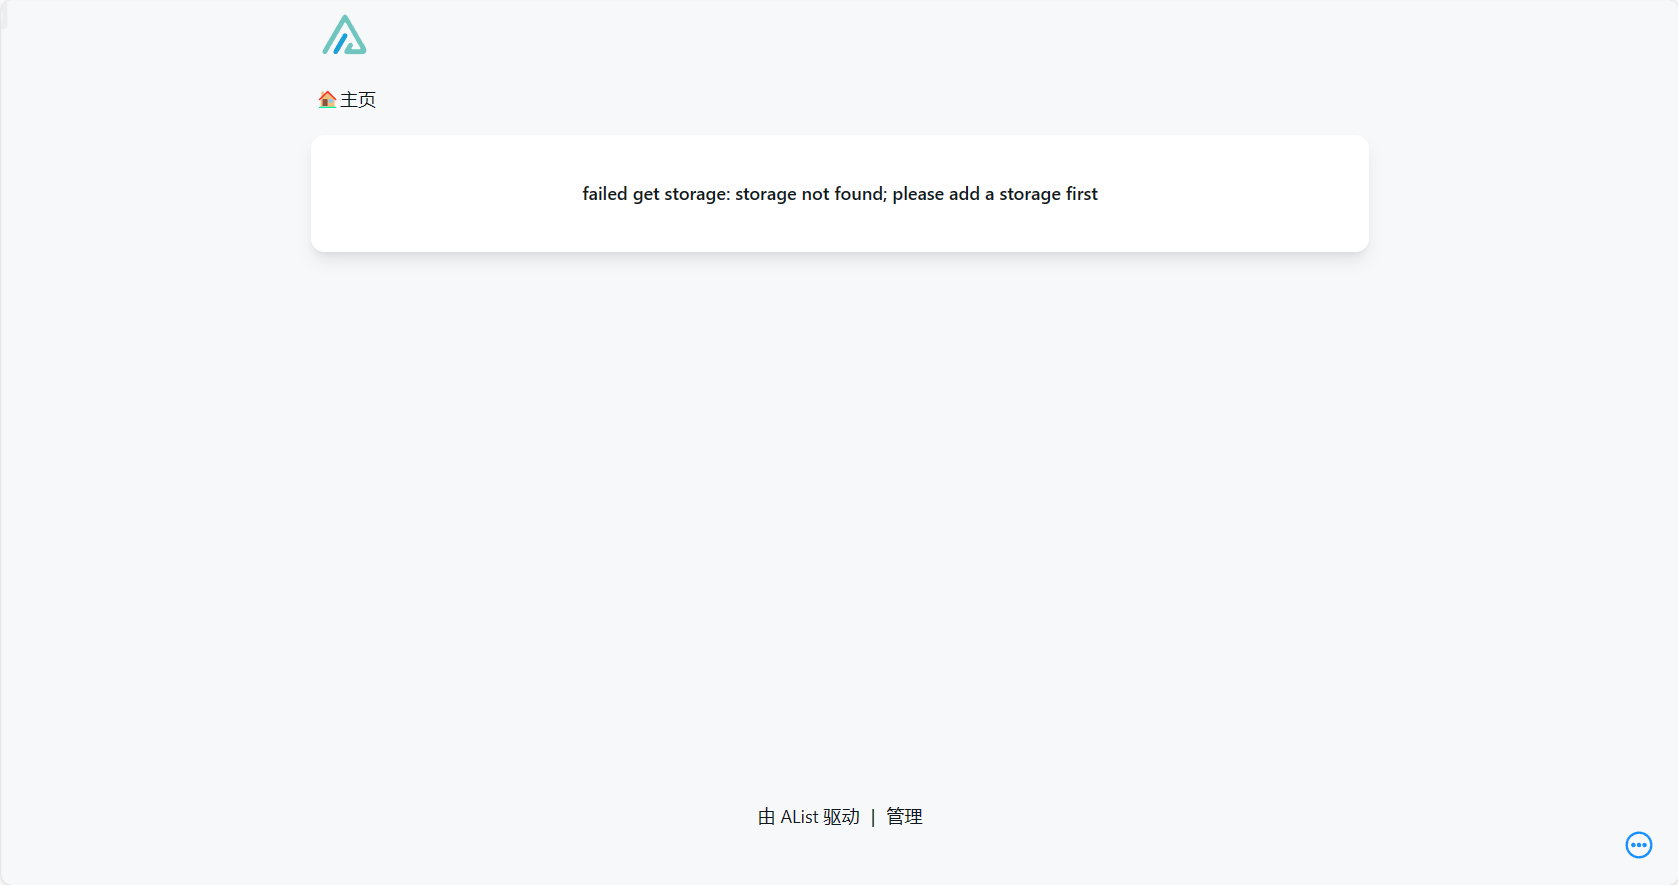 主页
failed get storage: storage not found; please add a storage first
由 AList 驱动 | 管理